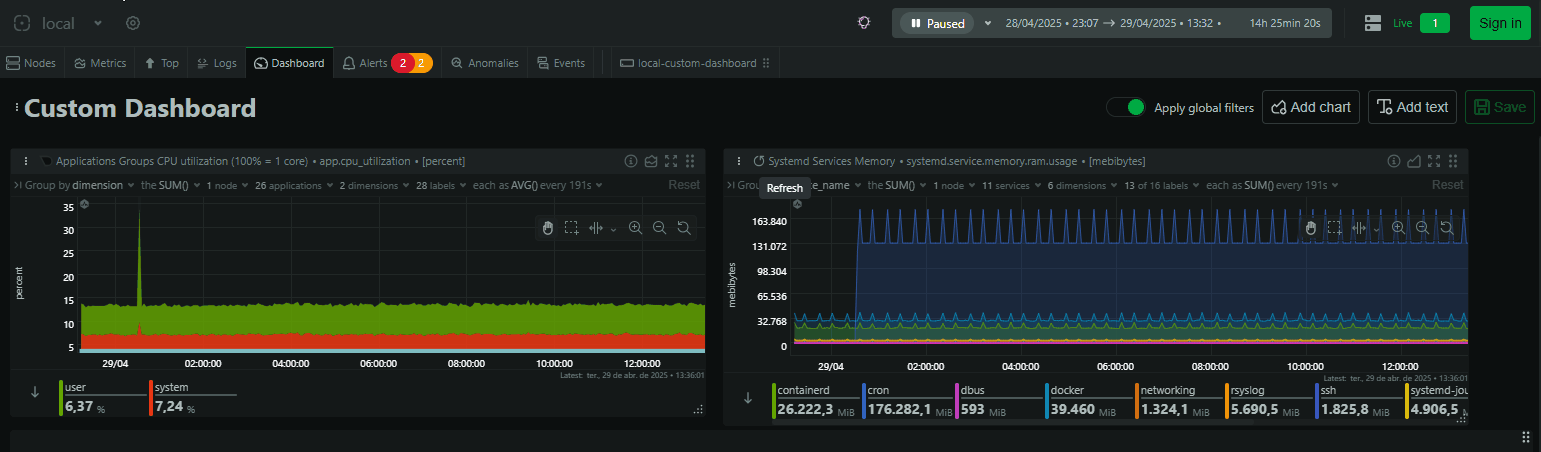 local
Paused 28/04/2025 • 23:07 → 29/04/2025 • 13:32 • 14h 25min 20s
Live 1
Sign in
Nodes Metrics Top Logs Dashboard Alerts 2 2 Anomalies Events local-custom-dashboard
Custom Dashboard
Apply global filters Add chart Add text Save
Applications Groups CPU utilization (100% = 1 core) • app.cpu_utilization • [percent]
Group by dimension the SUM() 1 node 26 applications 2 dimensions 28 labels each as AVG() every 191s Reset
percent
35
30
25
20
15
10
5
29/04 02:00:00 04:00:00 06:00:00 08:00:00 10:00:00 12:00:00
Latest: ter., 29 de abr. de 2025 • 13:36:01
user system
6,37 % 7,24 %
Systemd Services Memory • systemd.service.memory.ram.usage • [mebibytes]
Refresh
Grou e_name the SUM() 1 node 11 services 6 dimensions 13 of 16 labels each as SUM() every 191s Reset
mebibytes
163.840
131.072
98.304
65.536
32.768
0
29/04 02:00:00 04:00:00 06:00:00 08:00:00 10:00:00 12:00:00
Latest: ter., 29 de abr. de 2025 • 13:36:01
containerd cron dbus docker networking rsyslog ssh systemd-jou
26.222,3 MiB 176.282,1 MiB 593 MiB 39.460 MiB 1.324,1 MiB 5.690,5 MiB 1.825,8 MiB 4.906,5